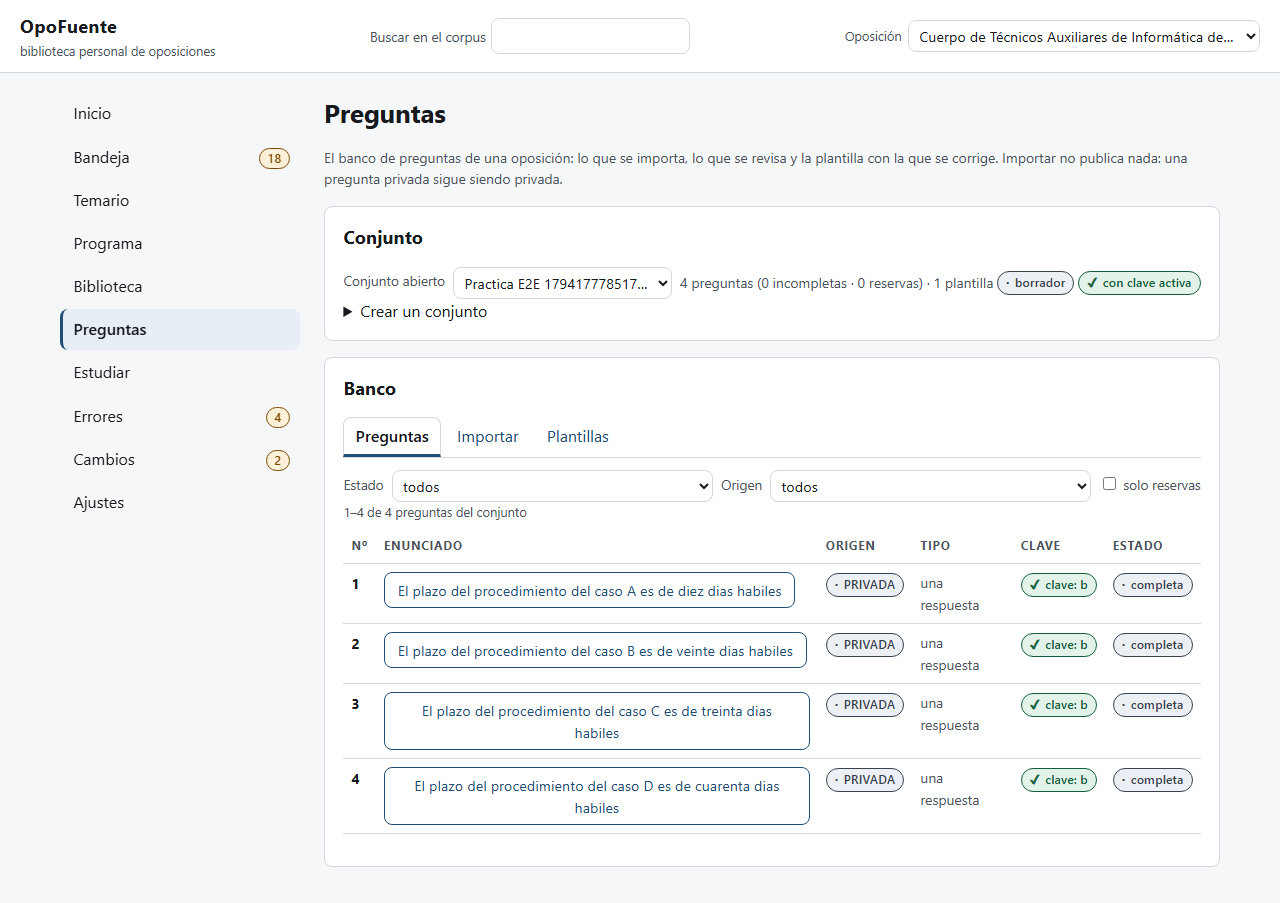 OpoFuente
biblioteca personal de oposiciones
Buscar en el corpus
Oposición Cuerpo de Técnicos Auxiliares de Informática de...
Inicio
Bandeja 18
Temario
Programa
Biblioteca
Preguntas
Estudiar
Errores 4
Cambios 2
Ajustes
Preguntas
El banco de preguntas de una oposición: lo que se importa, lo que se revisa y la plantilla con la que se corrige. Importar no publica nada: una
pregunta privada sigue siendo privada.
Conjunto
Conjunto abierto Practica E2E 179417778517... 4 preguntas (0 incompletas · 0 reservas) · 1 plantilla · borrador ✓ con clave activa
▶ Crear un conjunto
Banco
Preguntas Importar Plantillas
Estado todos Origen todos solo reservas
1–4 de 4 preguntas del conjunto
Nº ENUNCIADO ORIGEN TIPO CLAVE ESTADO
1 El plazo del procedimiento del caso A es de diez dias habiles · PRIVADA una ✓ clave: b · completa
respuesta
2 El plazo del procedimiento del caso B es de veinte dias habiles · PRIVADA una ✓ clave: b · completa
respuesta
3 El plazo del procedimiento del caso C es de treinta dias · PRIVADA una ✓ clave: b · completa
habiles respuesta
4 El plazo del procedimiento del caso D es de cuarenta dias · PRIVADA una ✓ clave: b · completa
habiles respuesta